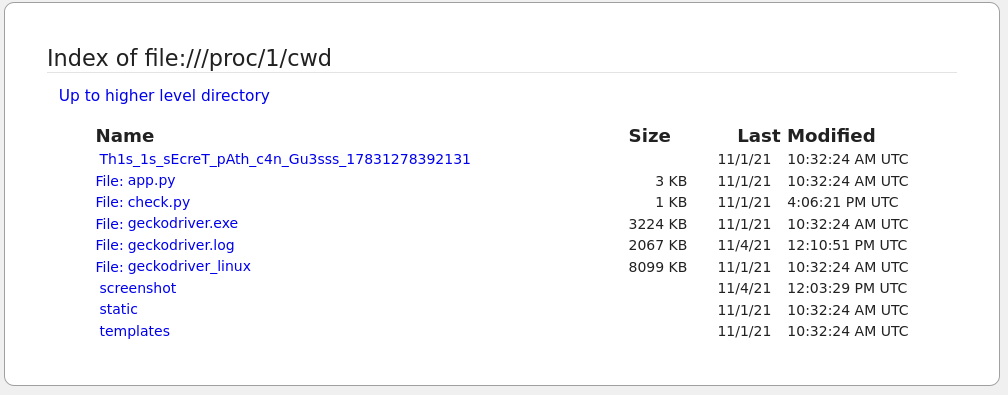 Index of file:///proc/1/cwd
Up to higher level directory
Name Size Last Modified
Th1s_1s_sEcreT_pAth_c4n_Gu3sss_17831278392131 11/1/21 10:32:24 AM UTC
File: app.py 3 KB 11/1/21 10:32:24 AM UTC
File: check.py 1 KB 11/1/21 4:06:21 PM UTC
File: geckodriver.exe 3224 KB 11/1/21 10:32:24 AM UTC
File: geckodriver.log 2067 KB 11/4/21 12:10:51 PM UTC
File: geckodriver_linux 8099 KB 11/1/21 10:32:24 AM UTC
screenshot 11/4/21 12:03:29 PM UTC
static 11/1/21 10:32:24 AM UTC
templates 11/1/21 10:32:24 AM UTC